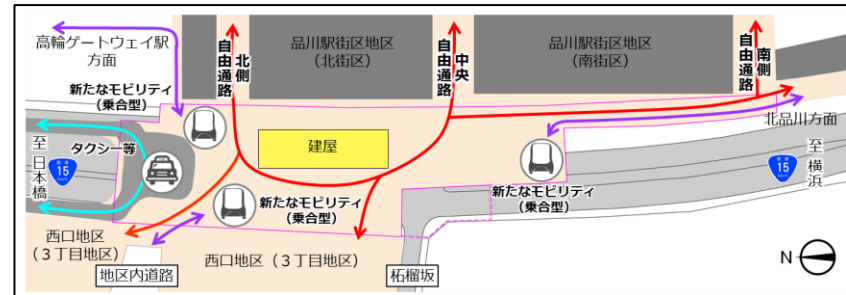 高輪ゲートウェイ駅
方面
新たなモビリティ
(乗合型)
北側
自由通路
品川駅街区地区
(北街区)
中央
自由通路
品川駅街区地区
(南街区)
南側
自由通路
北品川方面
至日本橋
国道
15
タクシー等
建屋
新たなモビリティ
(乗合型)
新たなモビリティ
(乗合型)
国道
15
至横浜
西口地区
(3丁目地区)
地区内道路
西口地区(3丁目地区)
柘榴坂
N